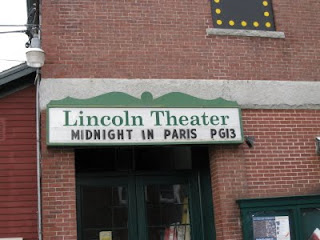 Lincoln Theater
MIDNIGHT IN PARIS PG13